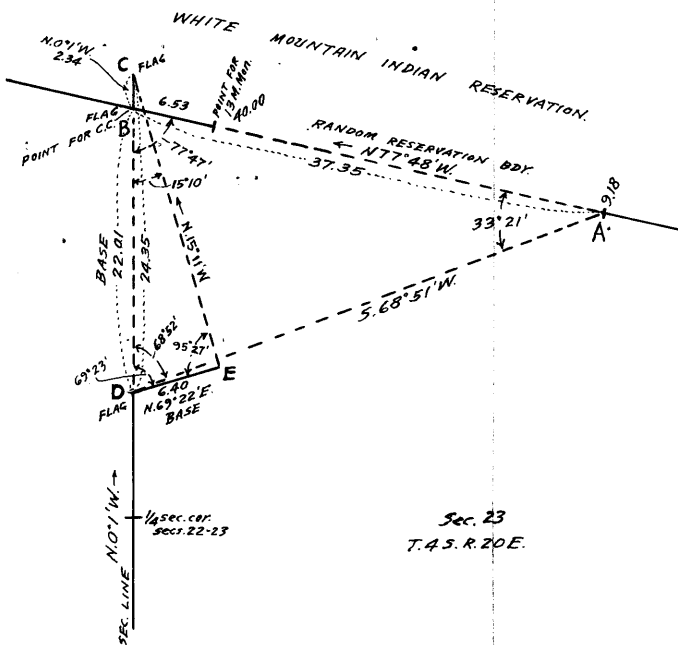 WHITE MOUNTAIN INDIAN RESERVATION.
N.0°1'W.
2.34
C FLAG
6.53
POINT FOR
13 M. Mon.
40.00
FLAG
B
POINT FOR C.C.
RANDOM RESERVATION BDY.
← N77°48'W.
37.35
77°47'
15°10'
9.18
A.
33°21'
BASE
22.01
24.35
N.15°11'W
S.68°51'W.
68°52'
95°27'
69°23'
D
FLAG
6.40
N.69°22'E.
BASE
E
SEC. LINE N.0°1'W.→
1/4 sec. cor.
secs. 22-23
Sec. 23
T.4 S. R. 20 E.